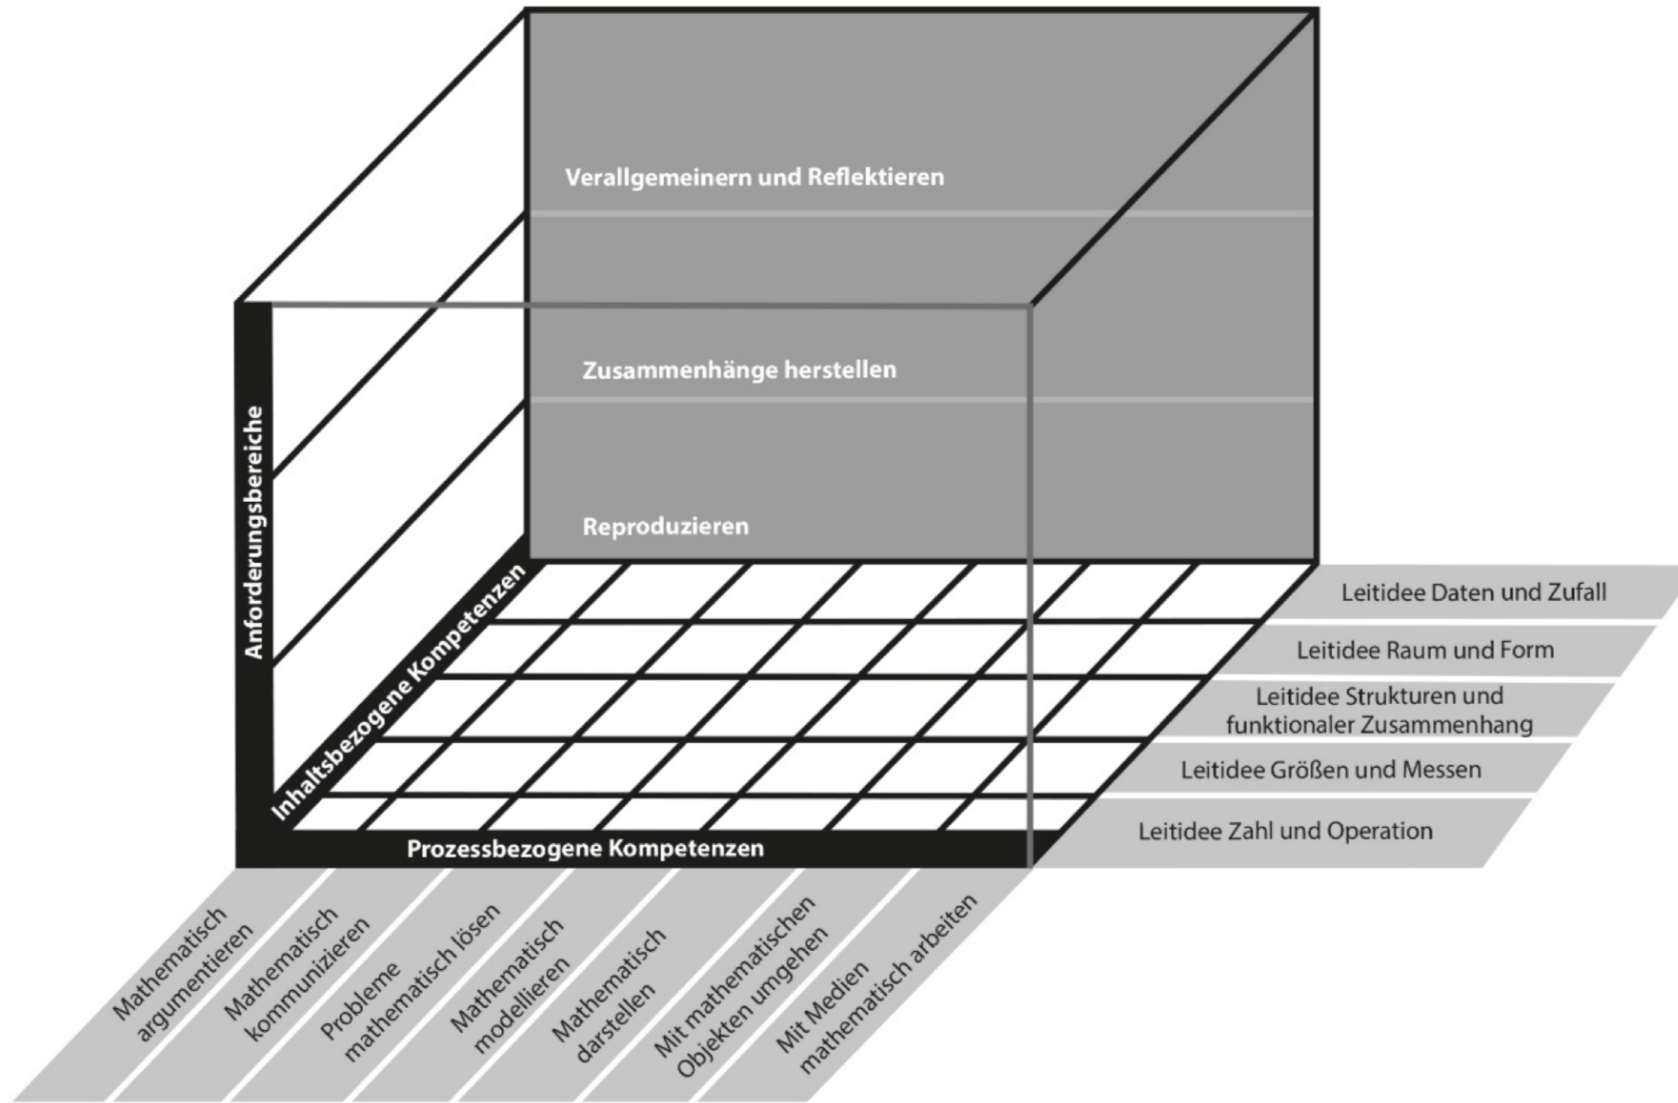 Verallgemeinern und Reflektieren
Zusammenhänge herstellen
Reproduzieren
Anforderungsbereiche
Inhaltsbezogene Kompetenzen
Prozessbezogene Kompetenzen
Leitidee Daten und Zufall
Leitidee Raum und Form
Leitidee Strukturen und
funktionaler Zusammenhang
Leitidee Größen und Messen
Leitidee Zahl und Operation
Mathematisch
argumentieren
Mathematisch
kommunizieren
Probleme
mathematisch lösen
Mathematisch
modellieren
Mathematisch
darstellen
Mit mathematischen
Objekten umgehen
Mit Medien
mathematisch arbeiten